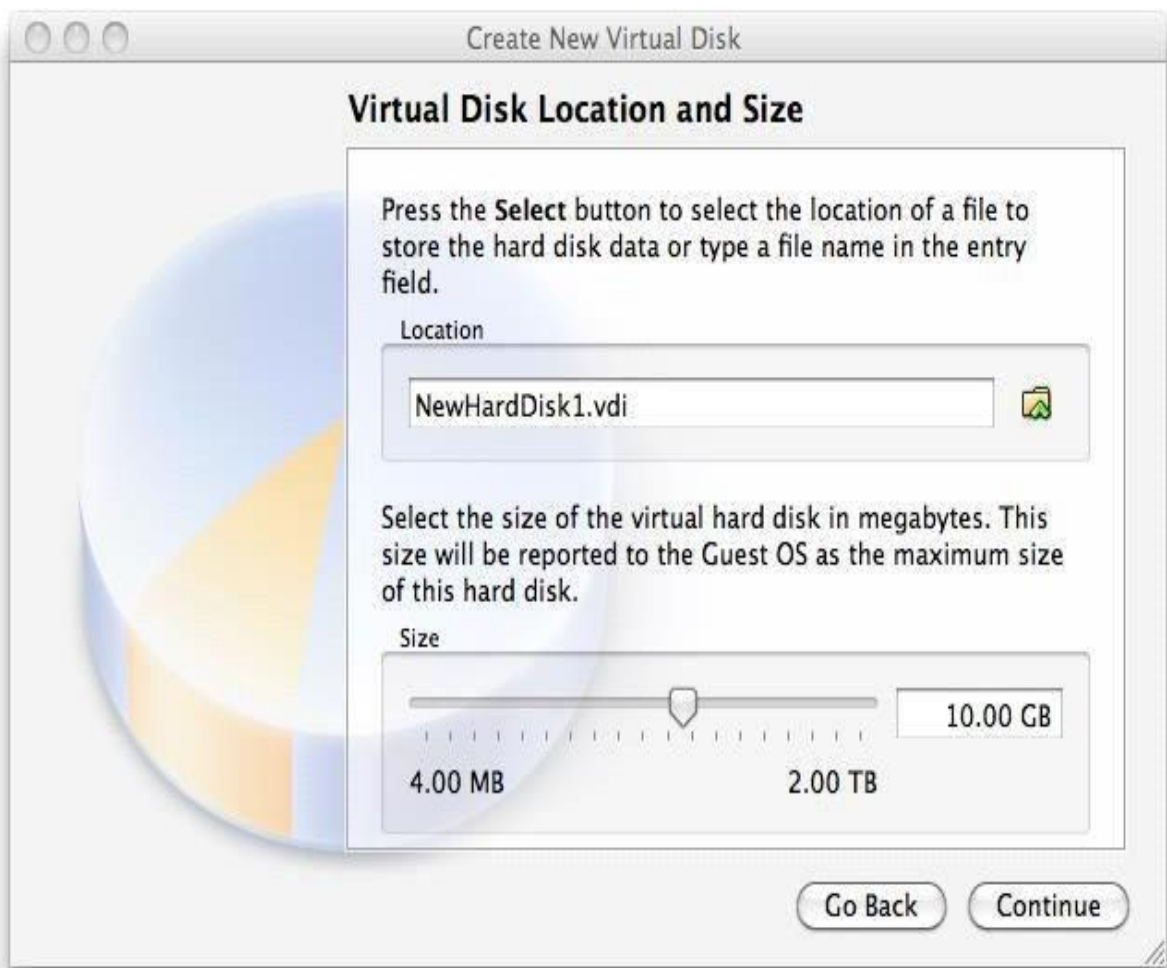 Create New Virtual Disk
Virtual Disk Location and Size
Press the Select button to select the location of a file to
store the hard disk data or type a file name in the entry
field.
Location
NewHardDisk1.vdi
Select the size of the virtual hard disk in megabytes. This
size will be reported to the Guest OS as the maximum size
of this hard disk.
Size
10.00 GB
4.00 MB
2.00 TB
Go Back
Continue